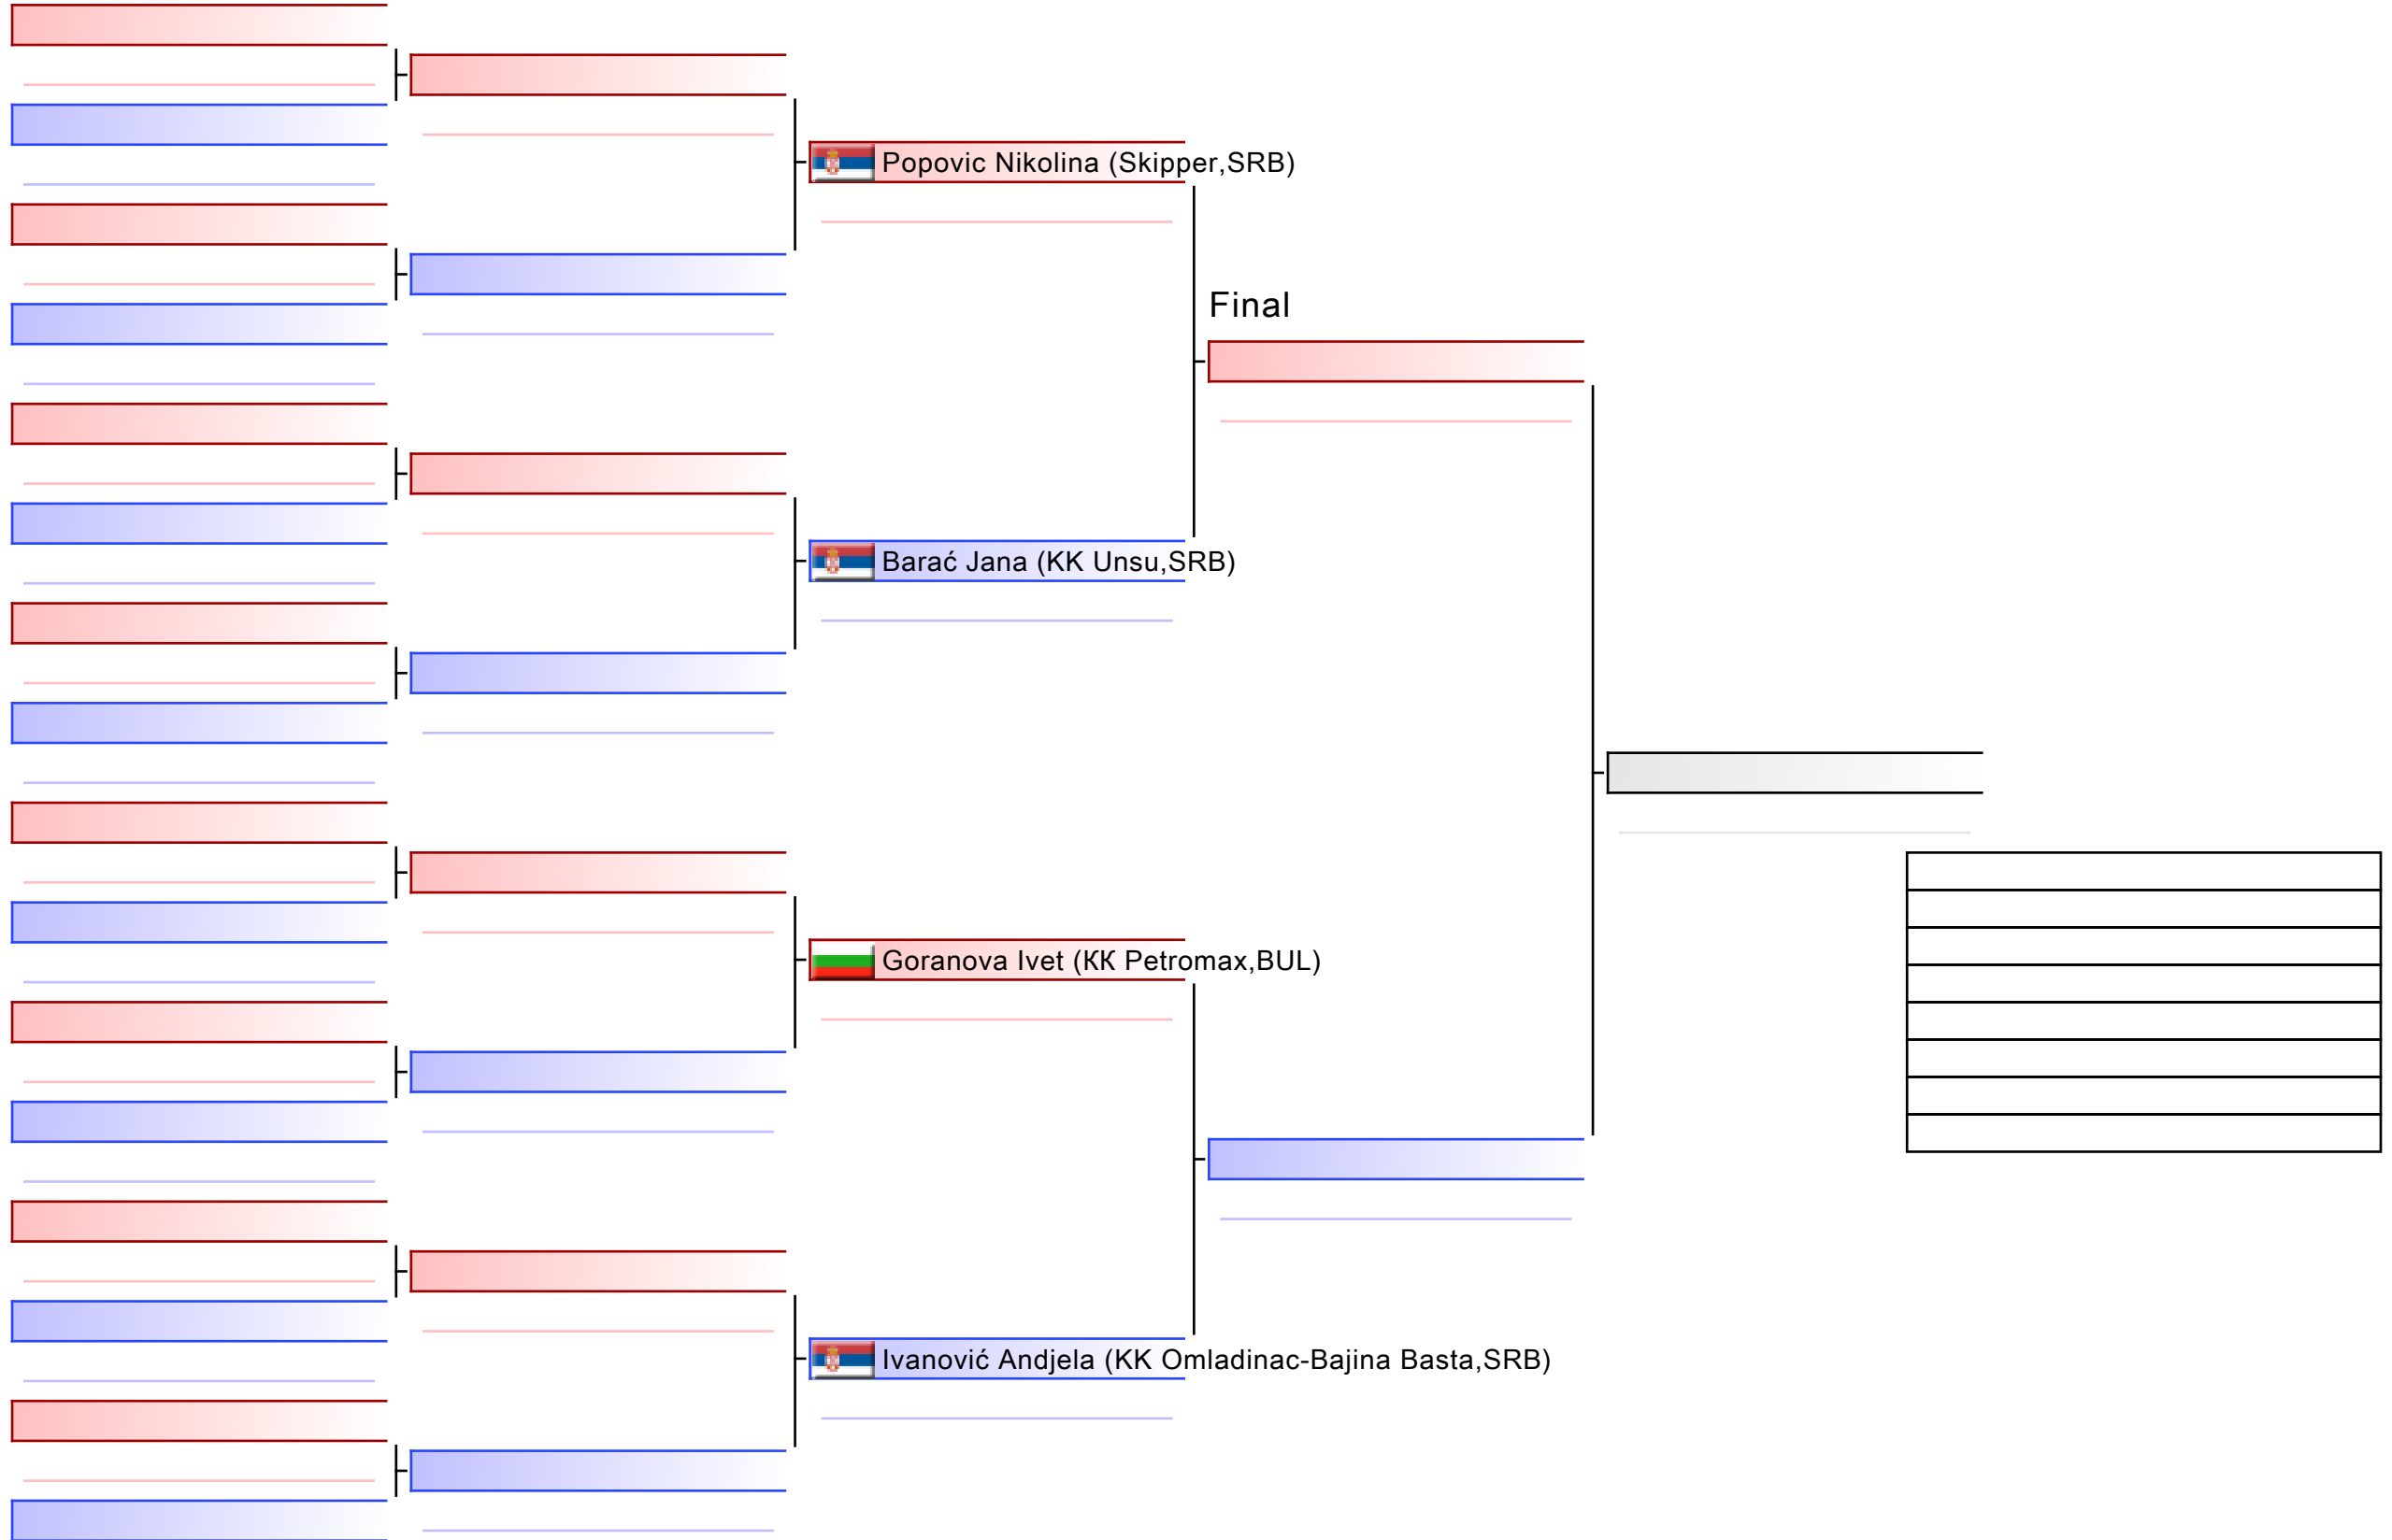 Popovic Nikolina (Skipper,SRB)
Final
Barać Jana (KK Unsu,SRB)
Goranova Ivet (КК Petromax,BUL)
Ivanović Andjela (KK Omladinac-Bajina Basta,SRB)